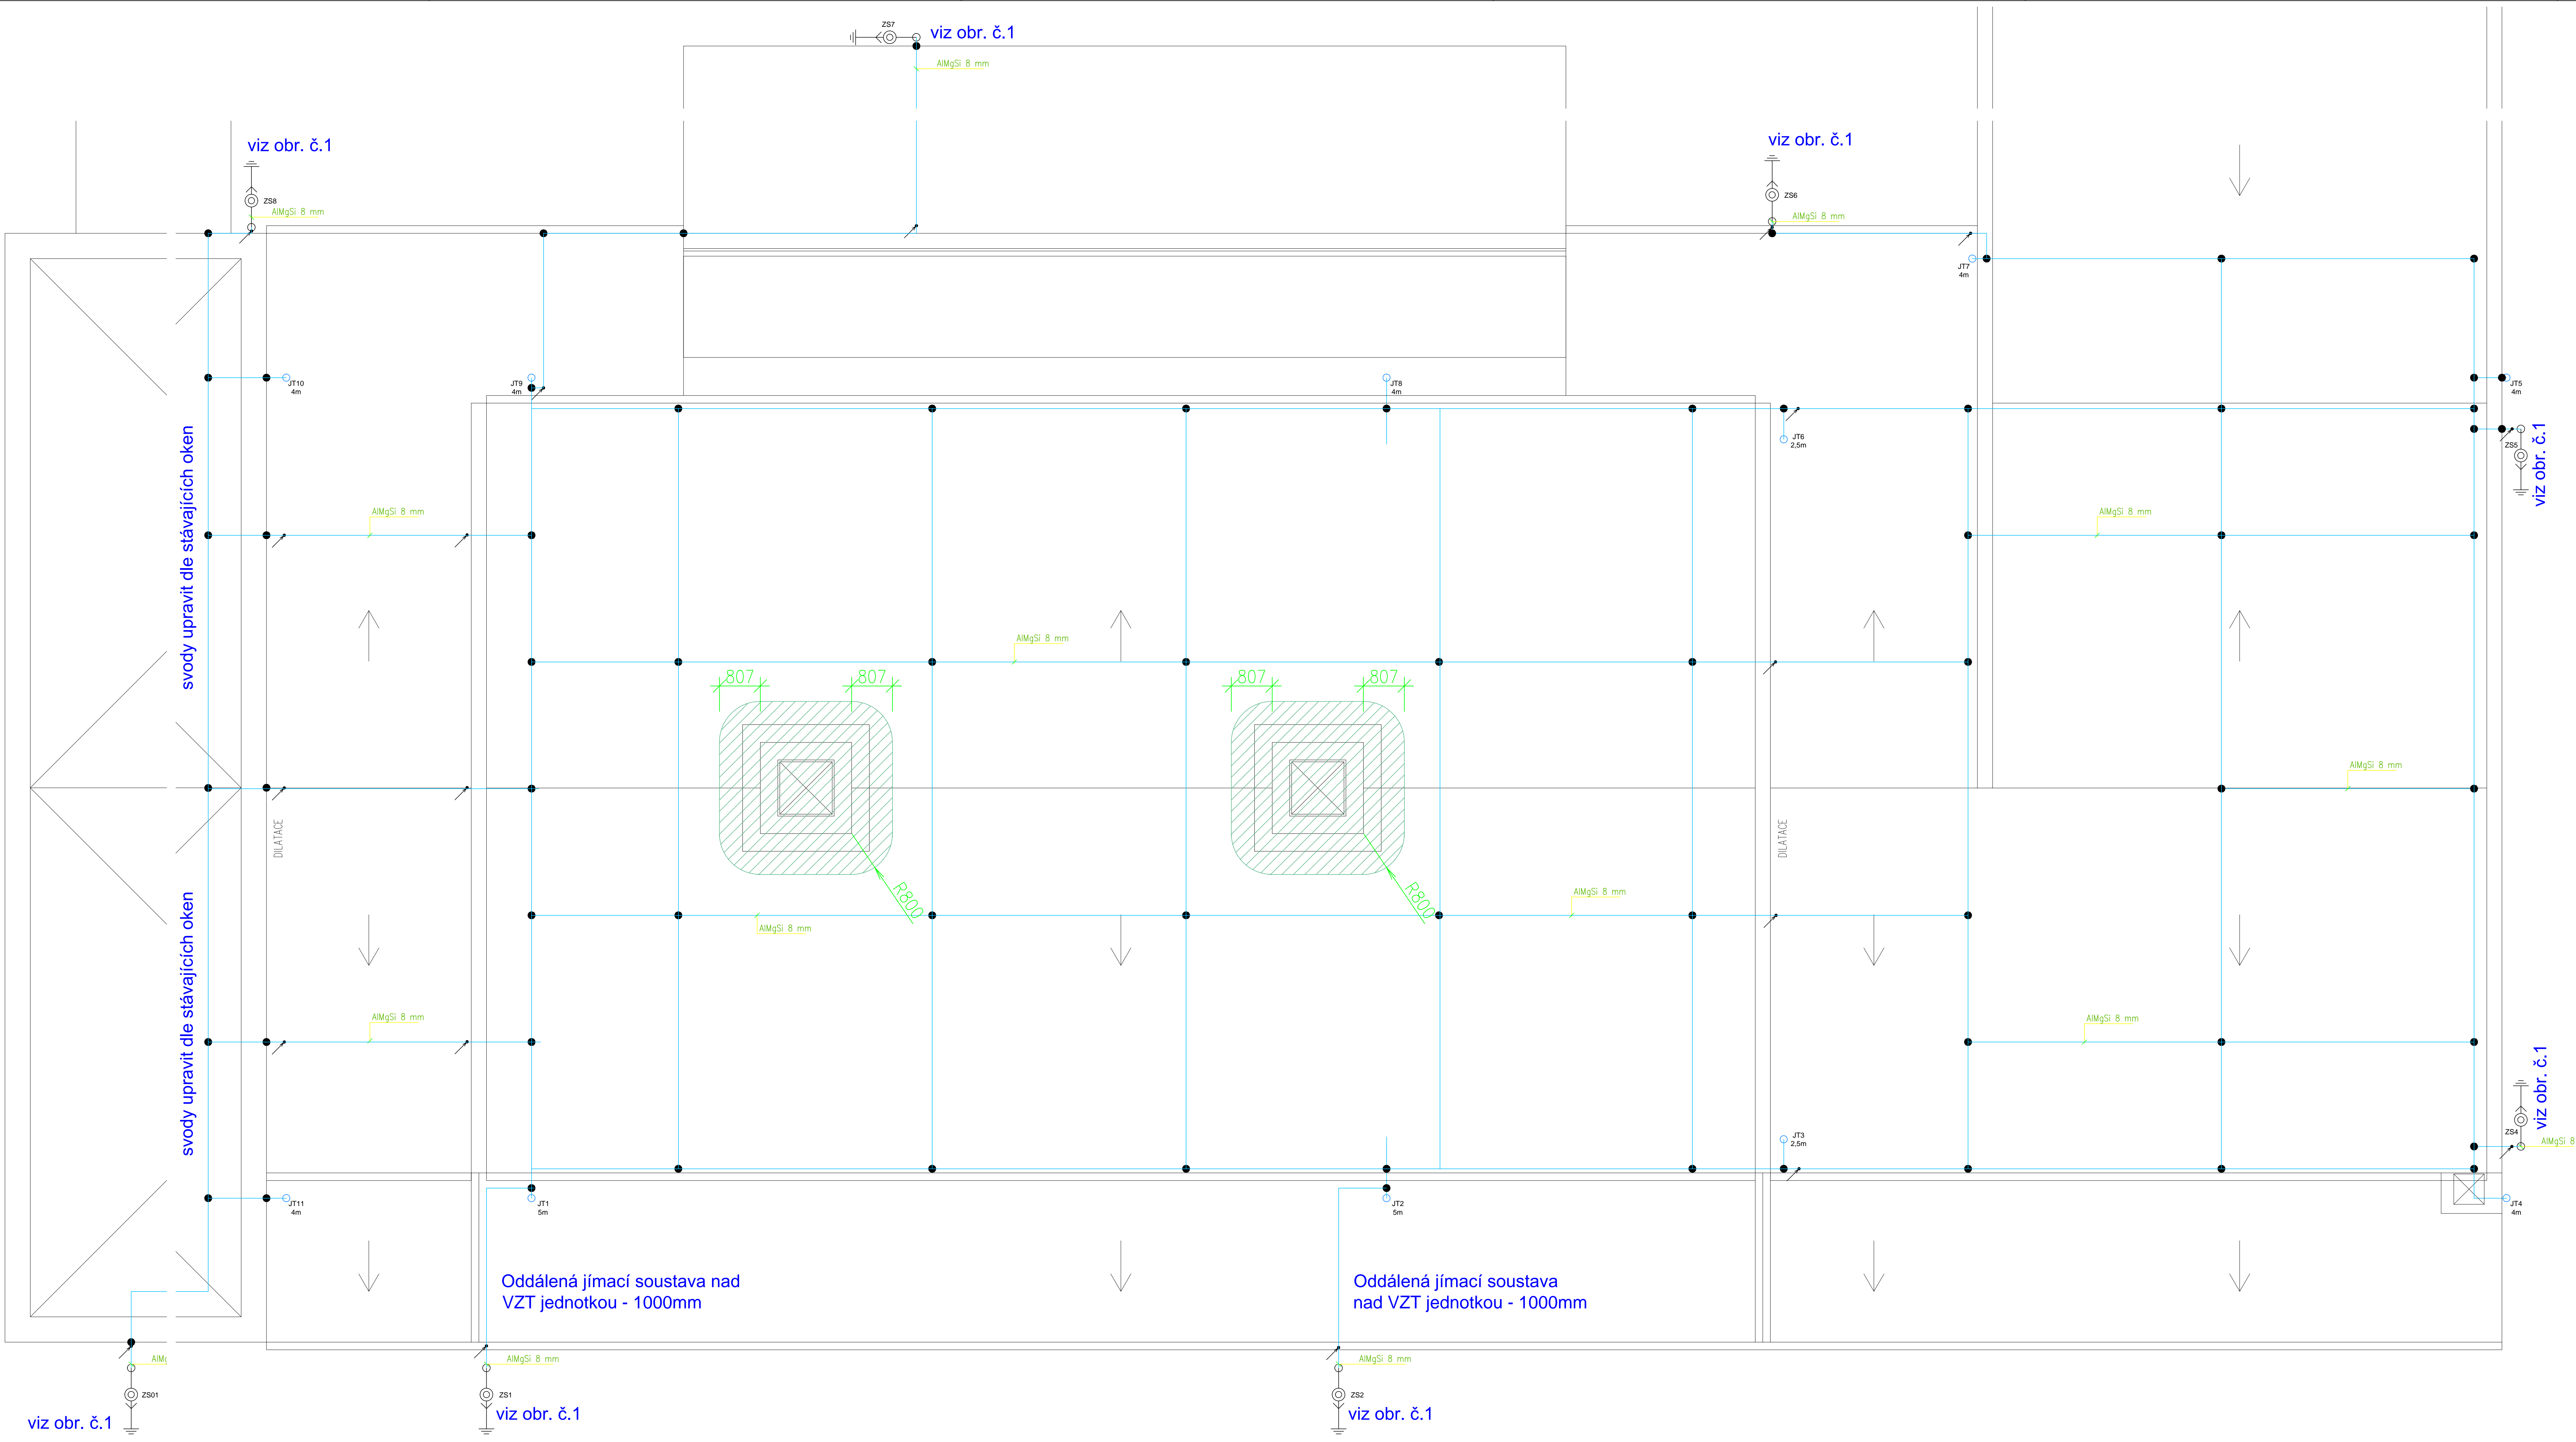 ZS7
viz obr. č.1
AlMgSi 8 mm
viz obr. č.1
ZS8
AlMgSi 8 mm
viz obr. č.1
ZS6
AlMgSi 8 mm
JT7
4m
JT10
4m
JT9
4m
JT8
4m
JT5
4m
JT6
2,5m
ZS5
viz obr. č.1
svody upravit dle stávajících oken
AlMgSi 8 mm
AlMgSi 8 mm
AlMgSi 8 mm
807
807
807
807
AlMgSi 8 mm
DILATACE
DILATACE
R800
R800
AlMgSi 8 mm
AlMgSi 8 mm
svody upravit dle stávajících oken
AlMgSi 8 mm
AlMgSi 8 mm
viz obr. č.1
ZS4
AlMgSi 8
JT3
2,5m
JT11
4m
JT1
5m
JT2
5m
JT4
4m
Oddálená jímací soustava nad
VZT jednotkou - 1000mm
Oddálená jímací soustava
nad VZT jednotkou - 1000mm
AlM
AlMgSi 8 mm
AlMgSi 8 mm
ZS01
ZS1
ZS2
viz obr. č.1
viz obr. č.1
viz obr. č.1